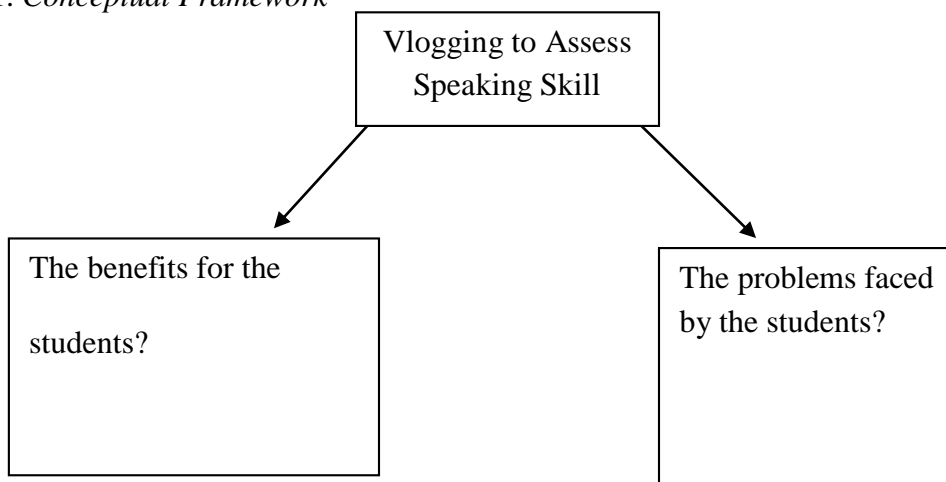 Conceptual Framework
Vlogging to Assess
Speaking Skill
The benefits for the
students?
The problems faced
by the students?